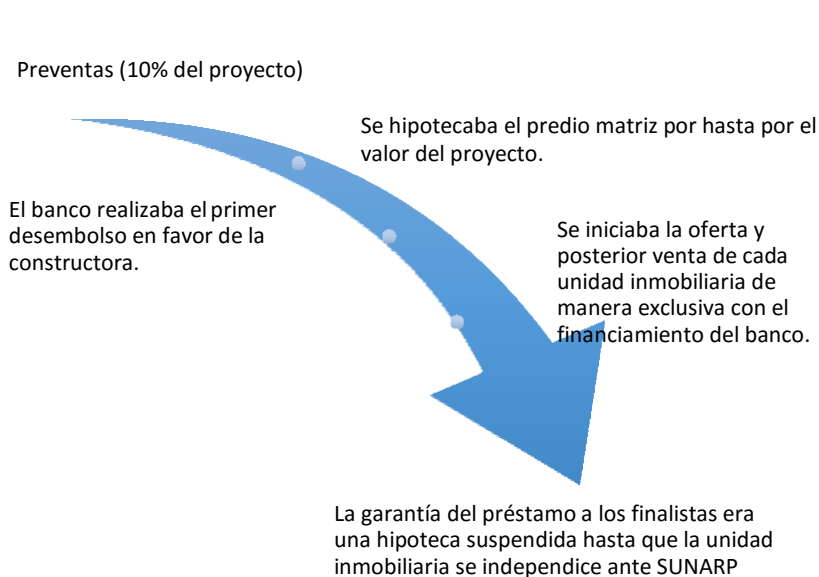 Preventas (10% del proyecto)
Se hipotecaba el predio matriz por hasta por el
valor del proyecto.
El banco realizaba el primer
desembolso en favor de la
constructora.
Se iniciaba la oferta y
posterior venta de cada
unidad inmobiliaria de
manera exclusiva con el
financiamiento del banco.
La garantía del préstamo a los finalistas era
una hipoteca suspendida hasta que la unidad
inmobiliaria se independice ante SUNARP